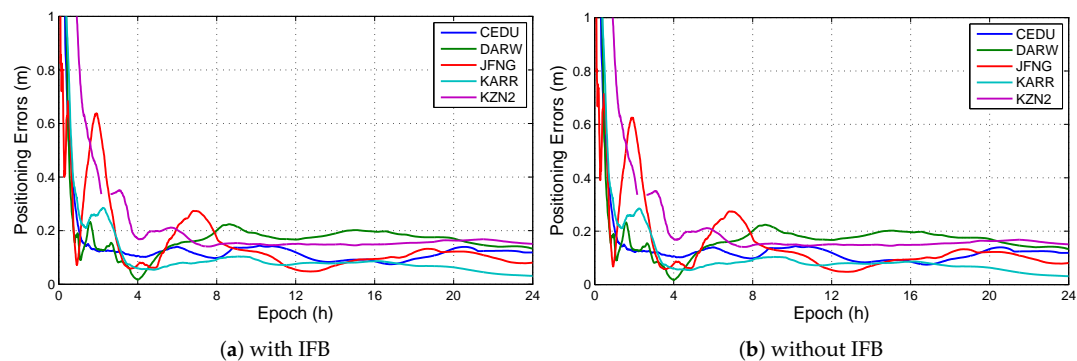 1
0.8
0.6
0.4
0.2
0
Positioning Errors (m)
CEDU
DARW
JFNG
KARR
KZN2
0 4 8 12 16 20 24
Epoch (h)
(a) with IFB
1
0.8
0.6
0.4
0.2
0
Positioning Errors (m)
CEDU
DARW
JFNG
KARR
KZN2
0 4 8 12 16 20 24
Epoch (h)
(b) without IFB